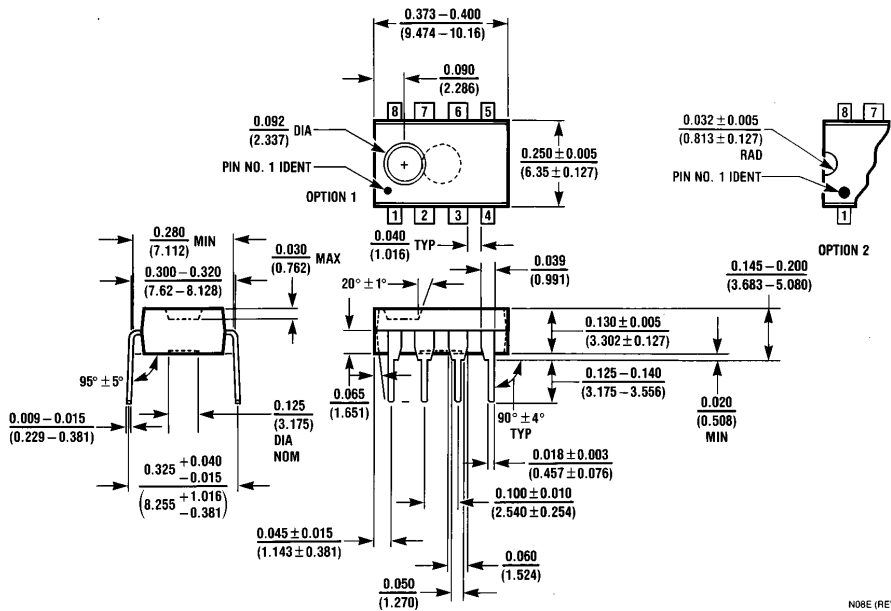 0.373 – 0.400
(9.474 – 10.16)
0.090
(2.286)
8 7 6 5
0.092 DIA
(2.337)
PIN NO. 1 IDENT
OPTION 1
0.250 ± 0.005
(6.35 ± 0.127)
1 2 3 4
0.032 ± 0.005
(0.813 ± 0.127)
RAD
PIN NO. 1 IDENT
8 7
1
OPTION 2
0.280 MIN
(7.112)
0.300 – 0.320
(7.62 – 8.128)
0.030 MAX
(0.762)
0.040 TYP
(1.016)
20° ± 1°
0.039
(0.991)
0.145 – 0.200
(3.683 – 5.080)
0.130 ± 0.005
(3.302 ± 0.127)
95° ± 5°
0.009 – 0.015
(0.229 – 0.381)
0.125
(3.175)
DIA
NOM
0.065
(1.651)
90° ± 4°
TYP
0.125 – 0.140
(3.175 – 3.556)
0.020
(0.508)
MIN
0.325 +0.040
−0.015
(8.255 +1.016
−0.381)
0.018 ± 0.003
(0.457 ± 0.076)
0.100 ± 0.010
(2.540 ± 0.254)
0.045 ± 0.015
(1.143 ± 0.381)
0.060
(1.524)
0.050
(1.270)
N08E (RE